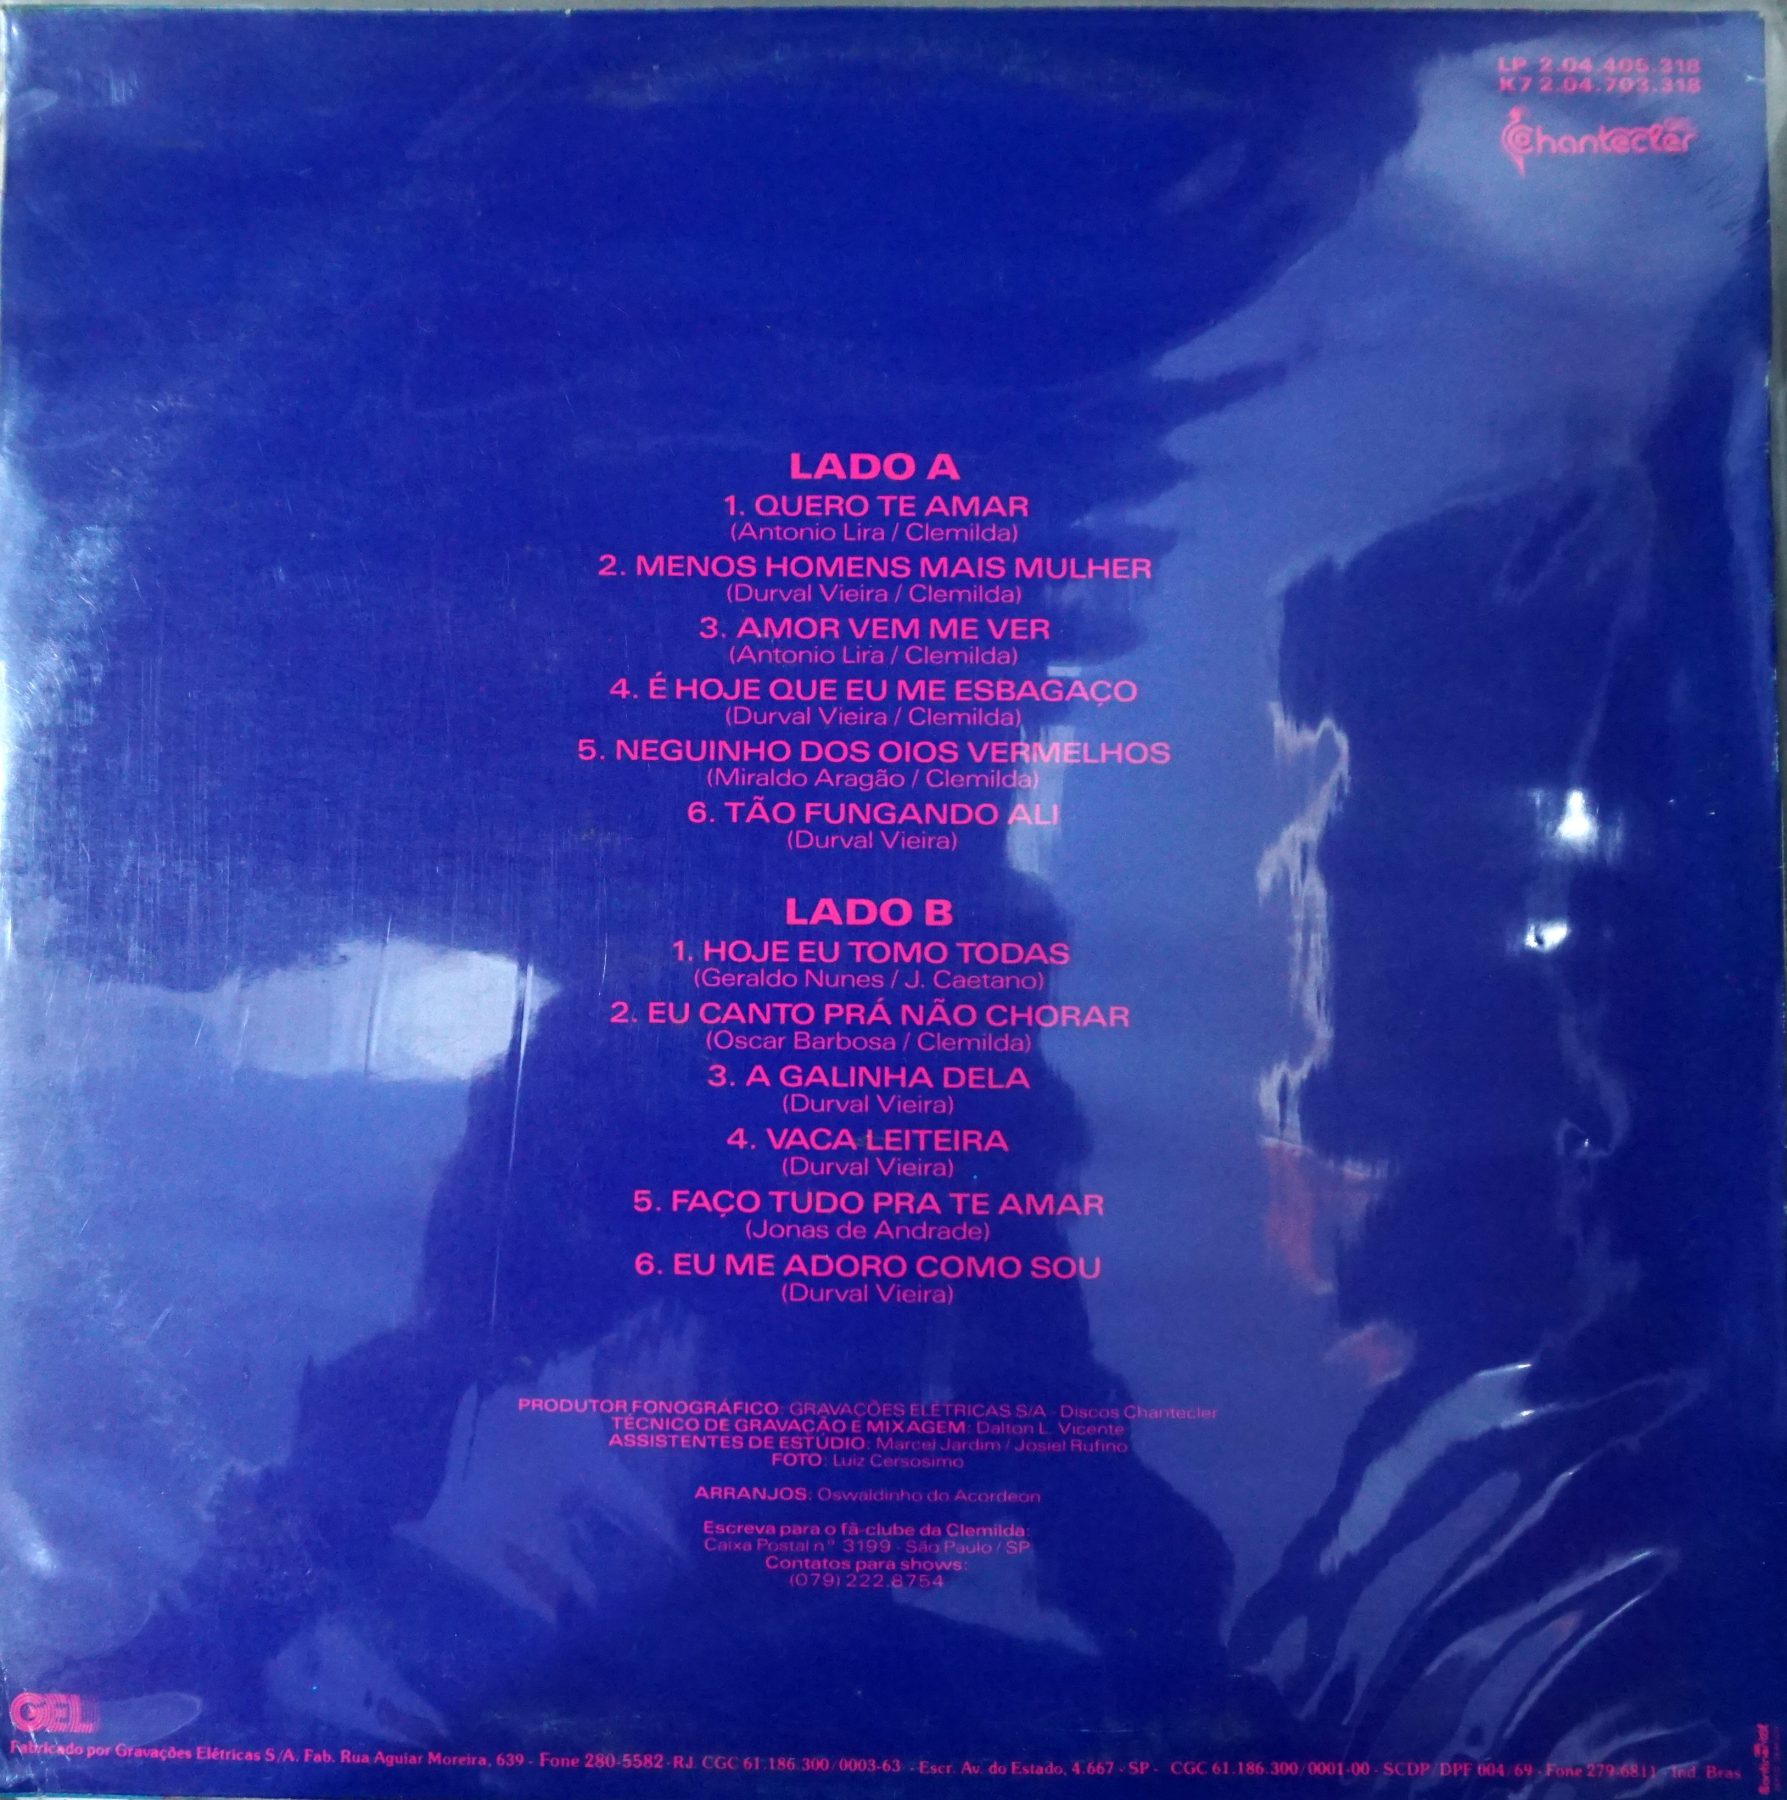 LP 2.04.405.318
K7 2.04.703.318
Chantecler
LADO A
1. QUERO TE AMAR
(Antonio Lira / Clemilda)
2. MENOS HOMENS MAIS MULHER
(Durval Vieira / Clemilda)
3. AMOR VEM ME VER
(Antonio Lira / Clemilda)
4. É HOJE QUE EU ME ESBAGAÇO
(Durval Vieira / Clemilda)
5. NEGUINHO DOS OIOS VERMELHOS
(Miraldo Aragão / Clemilda)
6. TÃO FUNGANDO ALI
(Durval Vieira)
LADO B
1. HOJE EU TOMO TODAS
(Geraldo Nunes / J. Caetano)
2. EU CANTO PRÁ NÃO CHORAR
(Oscar Barbosa / Clemilda)
3. A GALINHA DELA
(Durval Vieira)
4. VACA LEITEIRA
(Durval Vieira)
5. FAÇO TUDO PRA TE AMAR
(Jonas de Andrade)
6. EU ME ADORO COMO SOU
(Durval Vieira)
PRODUTOR FONOGRÁFICO: GRAVAÇÕES ELÉTRICAS S/A - Discos Chantecler
TÉCNICO DE GRAVAÇÃO E MIXAGEM: Dalton L. Vicente
ASSISTENTES DE ESTÚDIO: Marcel Jardim / Josiel Rufino
FOTO: Luiz Cersosimo
ARRANJOS: Oswaldinho do Acordeon
Escreva para o fã-clube da Clemilda:
Caixa Postal nº 3199 - São Paulo / SP
Contatos para shows:
(079) 222.8754
GEL
Fabricado por Gravações Elétricas S/A. Fab. Rua Aguiar Moreira, 639 - Fone 280-5582 - RJ. CGC 61.186.300/0003-63 - Escr. Av. do Estado, 4.667 - SP - CGC 61.186.300/0001-00 - SCDP/DPF 004/69 - Fone 279-6811 - Ind. Bras